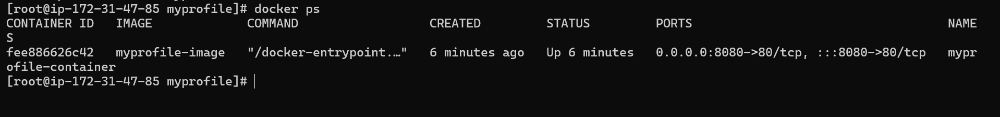 [root@ip-172-31-47-85 myprofile]# docker ps
CONTAINER ID   IMAGE             COMMAND                  CREATED         STATUS         PORTS                                   NAME
S
fee886626c42   myprofile-image   "/docker-entrypoint.…"   6 minutes ago   Up 6 minutes   0.0.0.0:8080->80/tcp, :::8080->80/tcp   mypr
ofile-container
[root@ip-172-31-47-85 myprofile]#